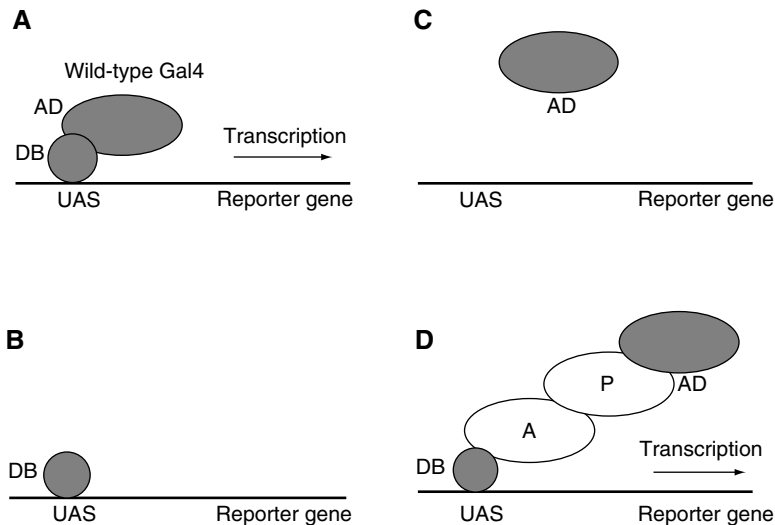 A
Wild-type Gal4
AD
DB
Transcription
UAS
Reporter gene
C
AD
UAS
Reporter gene
B
DB
UAS
Reporter gene
D
P
AD
A
Transcription
DB
UAS
Reporter gene